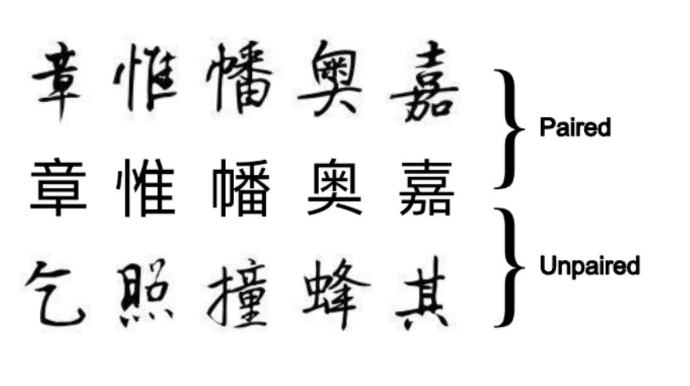 章 惟 幡 奥 嘉
Paired
章 惟 幡 奥 嘉
Unpaired
乞 照 撞 蜂 其